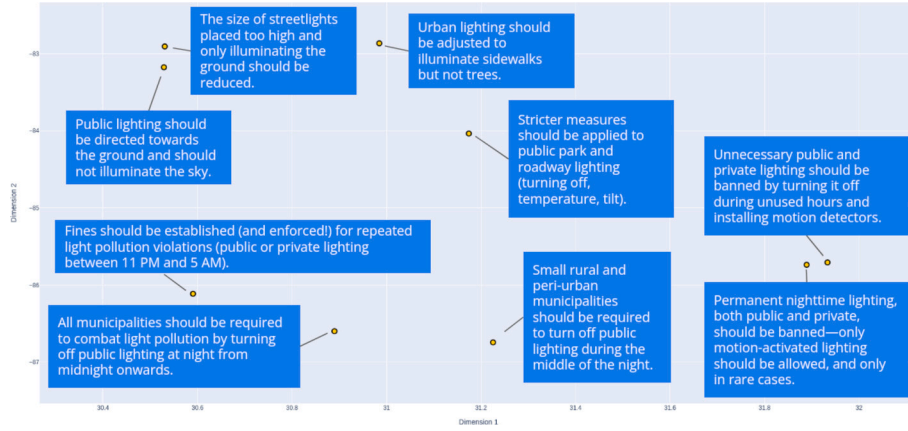 The size of streetlights
placed too high and
only illuminating the
ground should be
reduced.
Urban lighting should
be adjusted to
illuminate sidewalks
but not trees.
Public lighting should
be directed towards
the ground and should
not illuminate the sky.
Stricter measures
should be applied to
public park and
roadway lighting
(turning off,
temperature, tilt).
Unnecessary public and
private lighting should be
banned by turning it off
during unused hours and
installing motion detectors.
Fines should be established (and enforced!) for repeated
light pollution violations (public or private lighting
between 11 PM and 5 AM).
Small rural and
peri-urban
municipalities
should be required
to turn off public
lighting during the
middle of the night.
All municipalities should be required
to combat light pollution by turning
off public lighting at night from
midnight onwards.
Permanent nighttime lighting,
both public and private,
should be banned—only
motion-activated lighting
should be allowed, and only
in rare cases.
−83
−84
−85
−86
−87
Dimension 2
30.4
30.6
30.8
31
31.2
31.4
31.6
31.8
32
Dimension 1